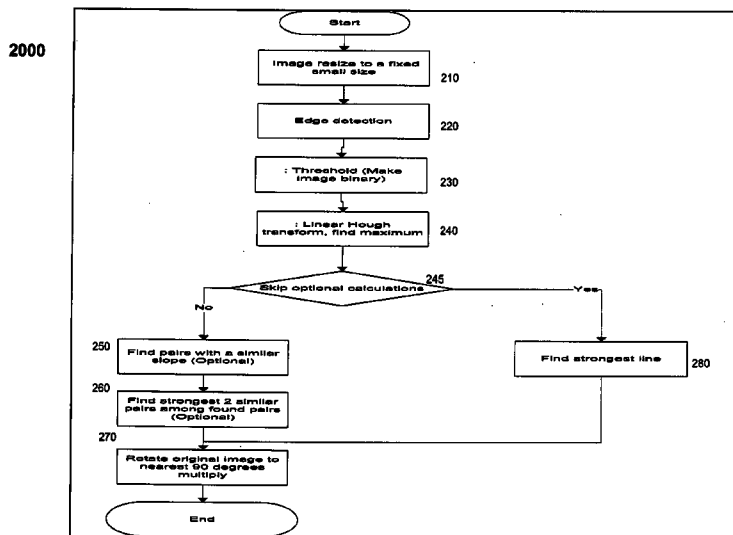 2000
Start
Image resize to a fixed
small size
210
Edge detection
220
: Threshold (Make
image binary)
230
: Linear Hough
transform, find maximum
240
245
Skip optional calculations
No
Yes
250
Find pairs with a similar
slope (Optional)
Find strongest line
280
260
Find strongest 2 similar
pairs among found pairs
(Optional)
270
Rotate original image to
nearest 90 degrees
multiply
End